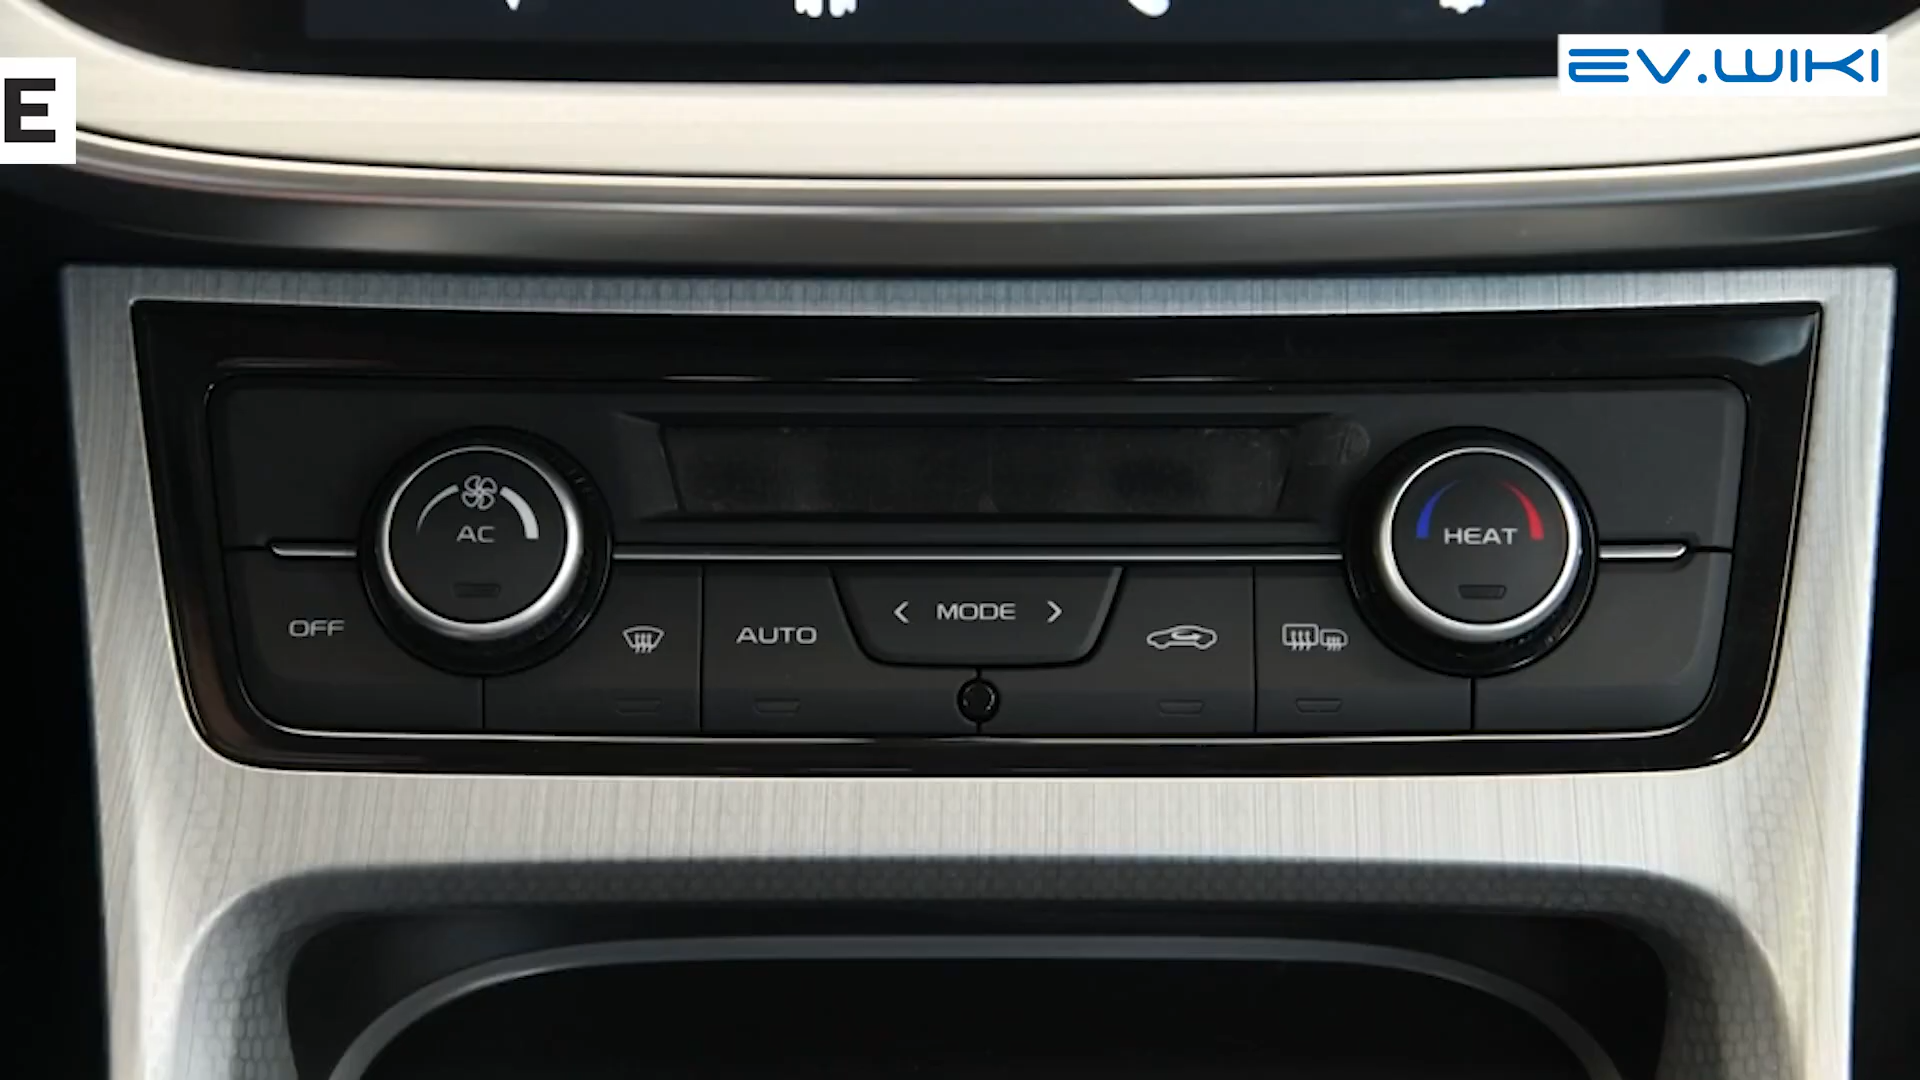 EV.WIKI
E
AC
HEAT
OFF
AUTO
< MODE >